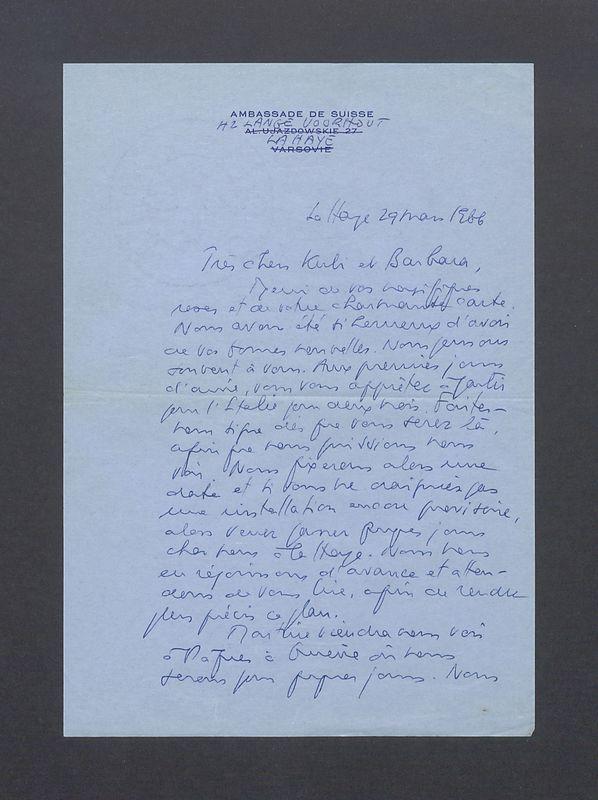 AMBASSADE DE SUISSE
42 LANGE VOORHOUT
AL. UJAZDOWSKIE 27
LA HAYE
VARSOVIE
La Haye 29 mars 1966
Très chers Kurbi et Barbara,
Merci de vos magnifiques
roses et de votre charmante carte.
Nous avons été si heureux d'avoir
de vos bonnes nouvelles. Nous pensons
souvent à vous. Aux premiers jours
d'avril, vous vous apprêtez à partir
pour l'Italie pour deux mois. Faites-
nous signe dès que vous serez là,
afin que nous puissions nous
voir. Nous fixerons alors une
date et si vous ne craignez pas
une installation encore provisoire,
alors venez passer quelques jours
chez nous à La Haye. Nous nous
en réjouissons d'avance et atten-
dons de vous lire, afin de rendre
plus précis ce plan.
viendra nous voir
à Pâques à Genève où nous
serons pour quelques jours. Nous